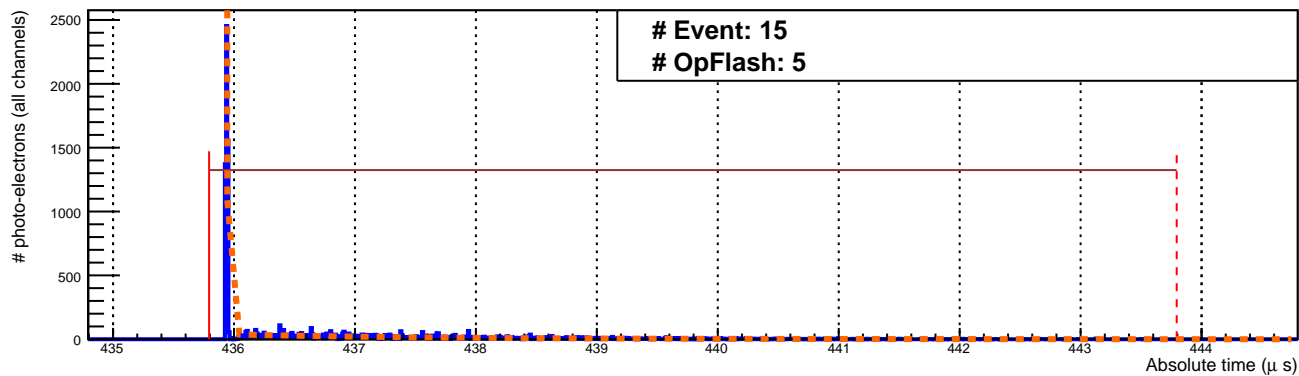 # Event: 15
# OpFlash: 5
# photo-electrons (all channels)
2500
2000
1500
1000
500
0
435 436 437 438 439 440 441 442 443 444
Absolute time (μ s)